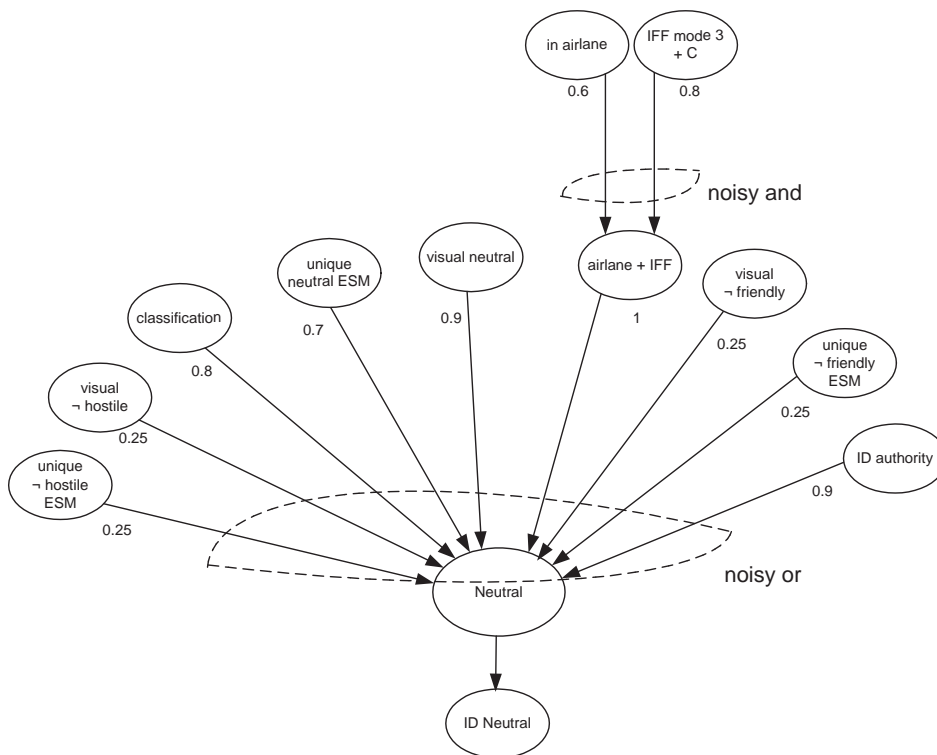 in airlane
IFF mode 3
+ C
0.6
0.8
noisy and
unique
neutral ESM
visual neutral
airlane + IFF
visual
¬ friendly
0.7
0.9
1
0.25
classification
0.8
unique
¬ friendly
ESM
0.25
visual
¬ hostile
0.25
ID authority
0.9
unique
¬ hostile
ESM
0.25
Neutral
noisy or
ID Neutral